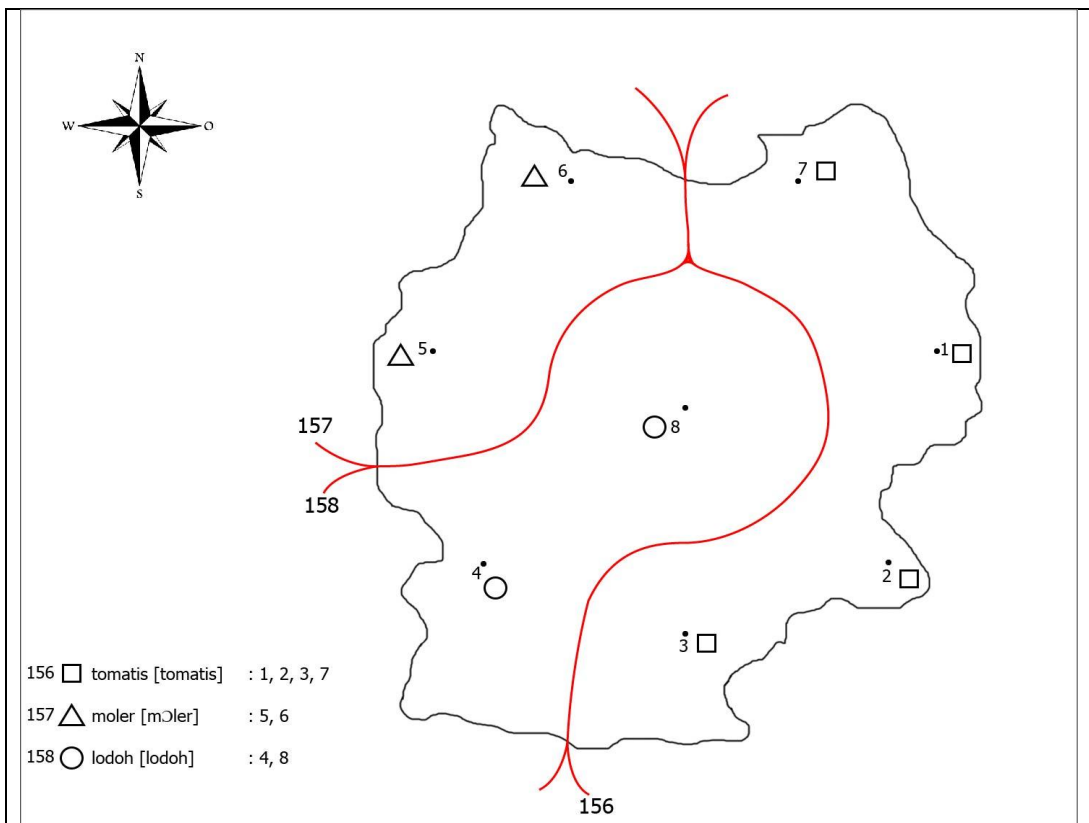 N
W O
S
6
7
5
1
8
157
158
4
2
3
156 tomatis [tomatis] : 1, 2, 3, 7
157 moler [mɔler] : 5, 6
158 lodoh [lodoh] : 4, 8
156